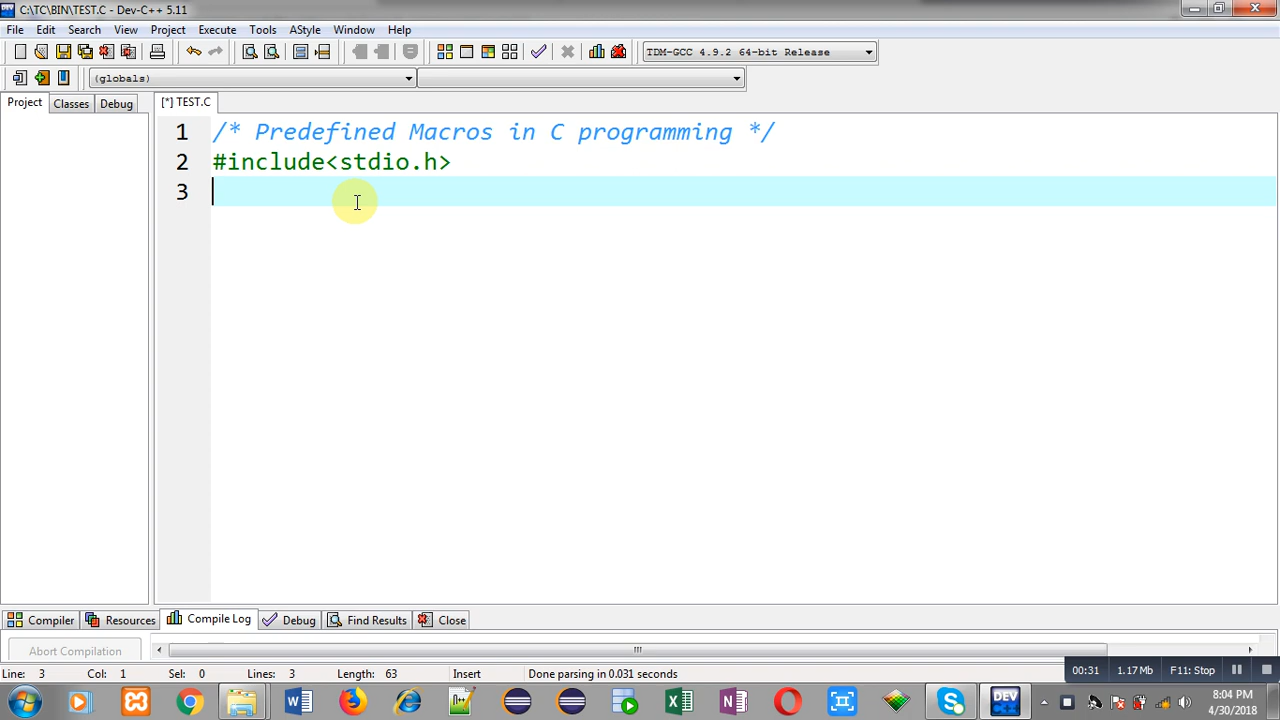 C:\TC\BIN\TEST.C - Dev-C++ 5.11
File Edit Search View Project Execute Tools AStyle Window Help
TDM-GCC 4.9.2 64-bit Release
(globals)
Project Classes Debug [*] TEST.C
1 /* Predefined Macros in C programming */
2 #include<stdio.h>
3
Compiler Resources Compile Log Debug Find Results Close
Abort Compilation
Line: 3 Col: 1 Sel: 0 Lines: 3 Length: 63 Insert Done parsing in 0.031 seconds
00:31 1.17 Mb F11: Stop
DEV C++
8:04 PM
4/30/2018